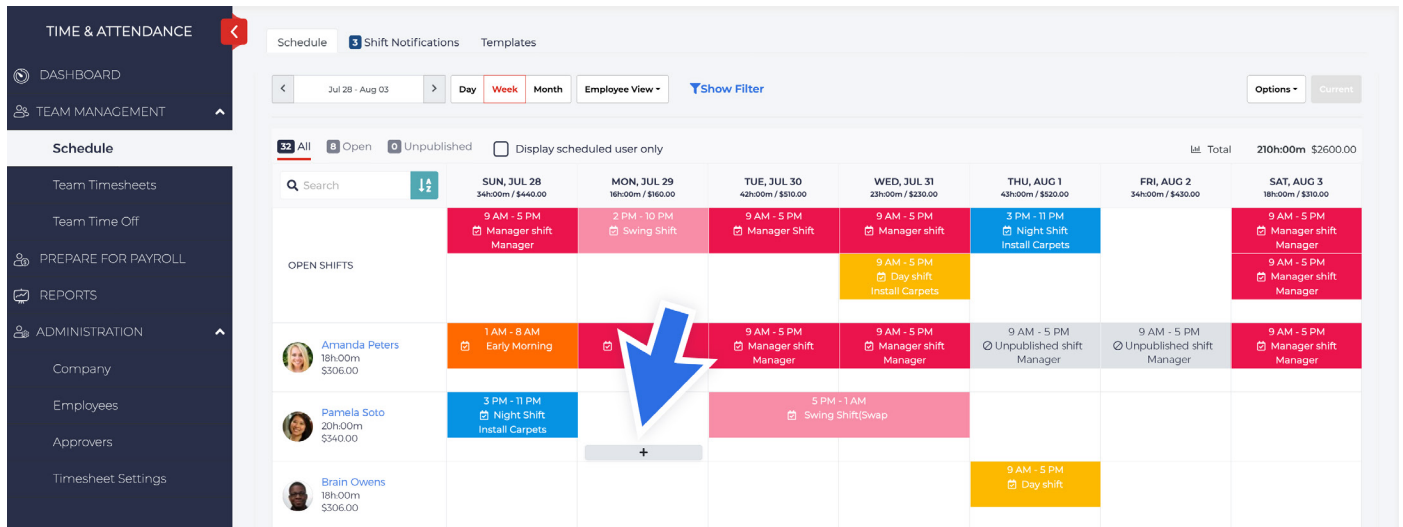 TIME & ATTENDANCE
DASHBOARD
TEAM MANAGEMENT
Schedule
Team Timesheets
Team Time Off
PREPARE FOR PAYROLL
REPORTS
ADMINISTRATION
Company
Employees
Approvers
Timesheet Settings
Schedule 3 Shift Notifications Templates
< Jul 28 - Aug 03 > Day Week Month Employee View Show Filter Options Current
32 All 8 Open 0 Unpublished Display scheduled user only Total 210h:00m $2600.00
Search SUN, JUL 28 MON, JUL 29 TUE, JUL 30 WED, JUL 31 THU, AUG 1 FRI, AUG 2 SAT, AUG 3
34h:00m / $440.00 16h:00m / $160.00 42h:00m / $510.00 23h:00m / $230.00 43h:00m / $520.00 34h:00m / $430.00 18h:00m / $310.00
OPEN SHIFTS
9 AM - 5 PM 2 PM - 10 PM 9 AM - 5 PM 9 AM - 5 PM 3 PM - 11 PM 9 AM - 5 PM
Manager shift Swing Shift Manager Shift Manager shift Night Shift Manager shift
Manager Install Carpets Manager
9 AM - 5 PM 9 AM - 5 PM
Day shift Manager shift
Install Carpets Manager
Amanda Peters
18h:00m
$306.00
1 AM - 8 AM 9 AM - 5 PM 9 AM - 5 PM 9 AM - 5 PM 9 AM - 5 PM 9 AM - 5 PM
Early Morning Manager shift Manager shift Unpublished shift Unpublished shift Manager shift
Manager Manager Manager Manager Manager
Pamela Soto
20h:00m
$340.00
3 PM - 11 PM 5 PM - 1 AM
Night Shift Swing Shift(Swap
Install Carpets
+
Brain Owens
18h:00m
$306.00
9 AM - 5 PM
Day shift